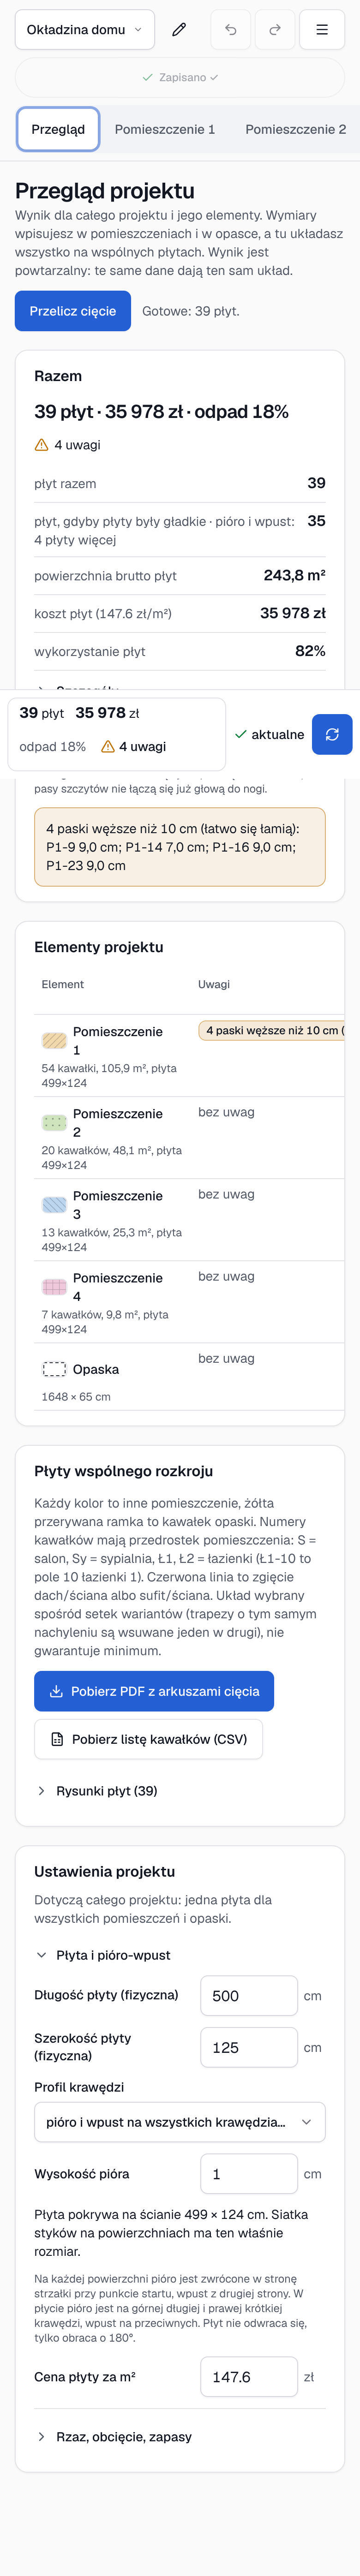 Okładzina domu
Zapisano ✓
Przegląd
Pomieszczenie 1
Pomieszczenie 2
Przegląd projektu
Wynik dla całego projektu i jego elementy. Wymiary
wpisujesz w pomieszczeniach i w opasce, a tu układasz
wszystko na wspólnych płytach. Wynik jest
powtarzalny: te same dane dają ten sam układ.
Przelicz cięcie
Gotowe: 39 płyt.
Razem
39 płyt · 35 978 zł · odpad 18%
4 uwagi
płyt razem 39
płyt, gdyby płyty były gładkie · pióro i wpust: 35
4 płyty więcej
powierzchnia brutto płyt 243,8 m²
koszt płyt (147.6 zł/m²) 35 978 zł
wykorzystanie płyt 82%
39 płyt 35 978 zł
odpad 18% 4 uwagi
aktualne
pasy szczytów nie łączą się już głową do nogi.
4 paski węższe niż 10 cm (łatwo się łamią):
P1-9 9,0 cm; P1-14 7,0 cm; P1-16 9,0 cm;
P1-23 9,0 cm
Elementy projektu
Element Uwagi
Pomieszczenie
1
4 paski węższe niż 10 cm (
54 kawałki, 105,9 m², płyta
499×124
Pomieszczenie
2
bez uwag
20 kawałków, 48,1 m², płyta
499×124
Pomieszczenie
3
bez uwag
13 kawałków, 25,3 m², płyta
499×124
Pomieszczenie
4
bez uwag
7 kawałków, 9,8 m², płyta
499×124
Opaska
bez uwag
1648 × 65 cm
Płyty wspólnego rozkroju
Każdy kolor to inne pomieszczenie, żółta
przerywana ramka to kawałek opaski. Numery
kawałków mają przedrostek pomieszczenia: S =
salon, Sy = sypialnia, Ł1, Ł2 = łazienki (Ł1-10 to
pole 10 łazienki 1). Czerwona linia to zgięcie
dach/ściana albo sufit/ściana. Układ wybrany
spośród setek wariantów (trapezy o tym samym
nachyleniu są wsuwane jeden w drugi), nie
gwarantuje minimum.
Pobierz PDF z arkuszami cięcia
Pobierz listę kawałków (CSV)
Rysunki płyt (39)
Ustawienia projektu
Dotyczą całego projektu: jedna płyta dla
wszystkich pomieszczeń i opaski.
Płyta i pióro-wpust
Długość płyty (fizyczna) 500 cm
Szerokość płyty
(fizyczna)
125 cm
Profil krawędzi
pióro i wpust na wszystkich krawędzia...
Wysokość pióra 1 cm
Płyta pokrywa na ścianie 499 × 124 cm. Siatka
styków na powierzchniach ma ten właśnie
rozmiar.
Na każdej powierzchni pióro jest zwrócone w stronę
strzałki przy punkcie startu, wpust z drugiej strony. W
płycie pióro jest na górnej długiej i prawej krótkiej
krawędzi, wpust na przeciwnych. Płyt nie odwraca się,
tylko obraca o 180°.
Cena płyty za m² 147.6 zł
Rzaz, obcięcie, zapasy